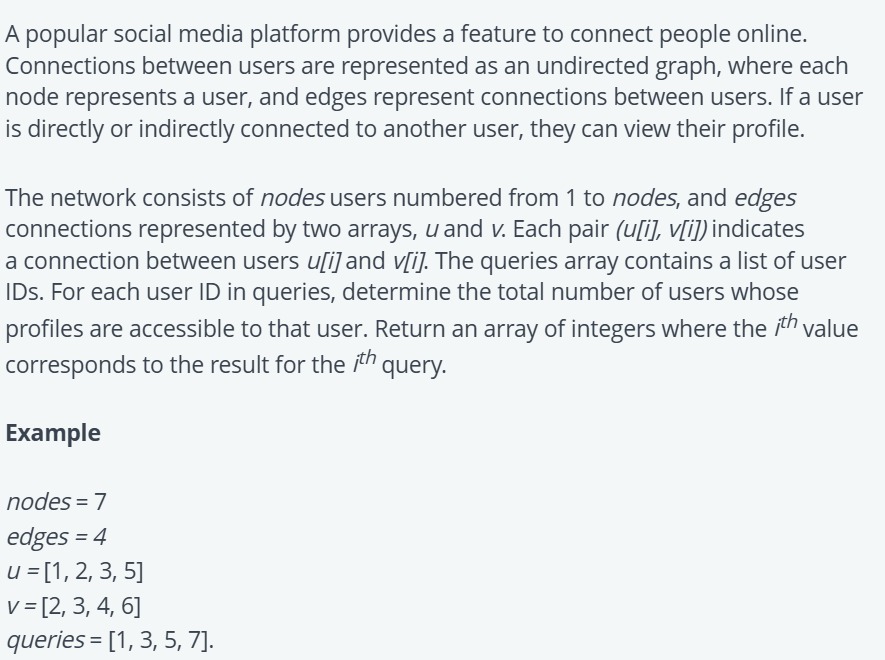 A popular social media platform provides a feature to connect people online.
Connections between users are represented as an undirected graph, where each
node represents a user, and edges represent connections between users. If a user
is directly or indirectly connected to another user, they can view their profile.
The network consists of nodes users numbered from 1 to nodes, and edges
connections represented by two arrays, u and v. Each pair (u[i], v[i]) indicates
a connection between users u[i] and v[i]. The queries array contains a list of user
IDs. For each user ID in queries, determine the total number of users whose
profiles are accessible to that user. Return an array of integers where the ith value
corresponds to the result for the ith query.
Example
nodes = 7
edges = 4
u = [1, 2, 3, 5]
v = [2, 3, 4, 6]
queries = [1, 3, 5, 7].